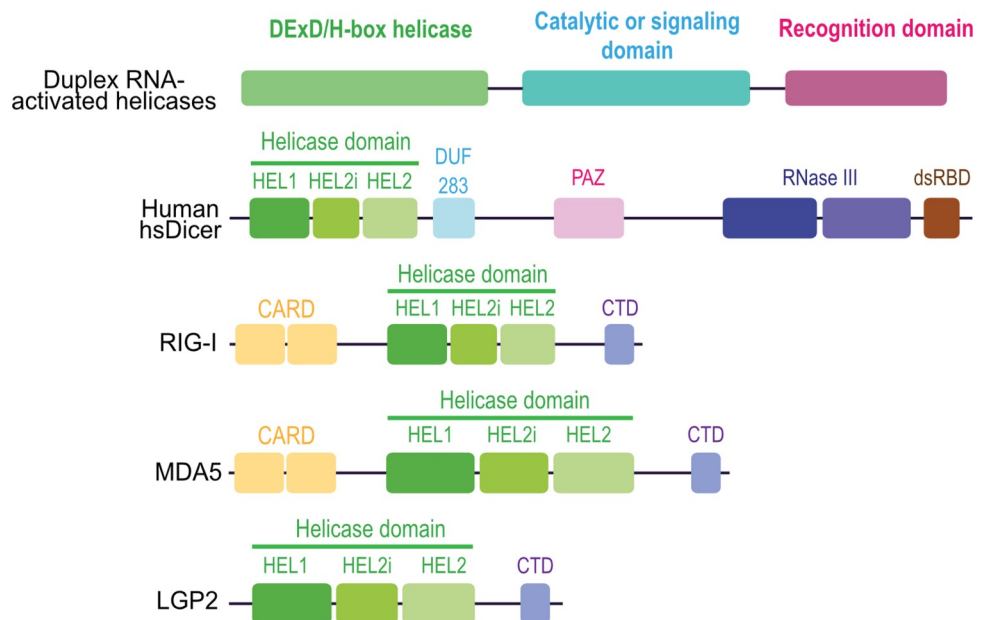 DExD/H-box helicase
Catalytic or signaling
domain
Recognition domain
Duplex RNA-
activated helicases
Helicase domain
HEL1 HEL2i HEL2
DUF
283
PAZ
RNase III
dsRBD
Human
hsDicer
Helicase domain
HEL1 HEL2i HEL2
CARD
CTD
RIG-I
Helicase domain
HEL1 HEL2i HEL2
CARD
CTD
MDA5
Helicase domain
HEL1 HEL2i HEL2
CTD
LGP2